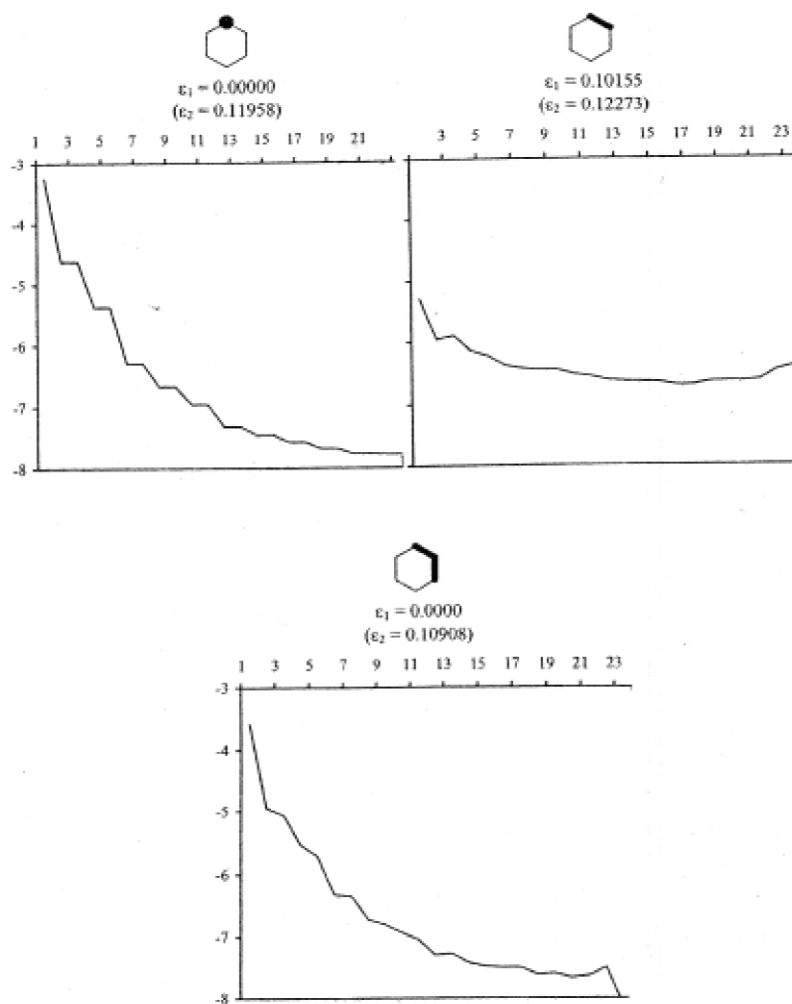 ε₁ = 0.00000
(ε₂ = 0.11958)
1 3 5 7 9 11 13 15 17 19 21
-3
-4
-5
-6
-7
-8
ε₁ = 0.10155
(ε₂ = 0.12273)
1 3 5 7 9 11 13 15 17 19 21 23
ε₁ = 0.0000
(ε₂ = 0.10908)
1 3 5 7 9 11 13 15 17 19 21 23
-3
-4
-5
-6
-7
-8